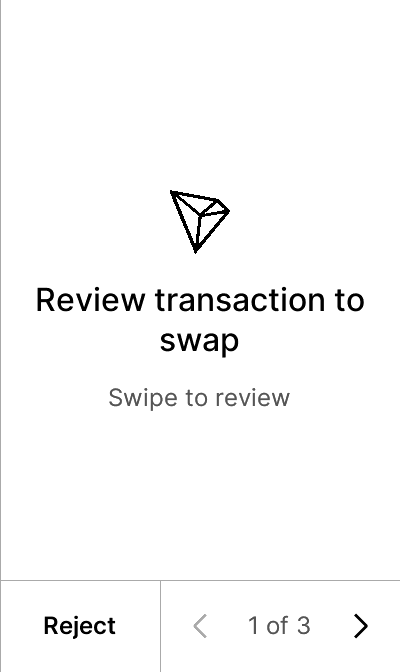 Review transaction to
swap
Swipe to review
Reject
1 of 3